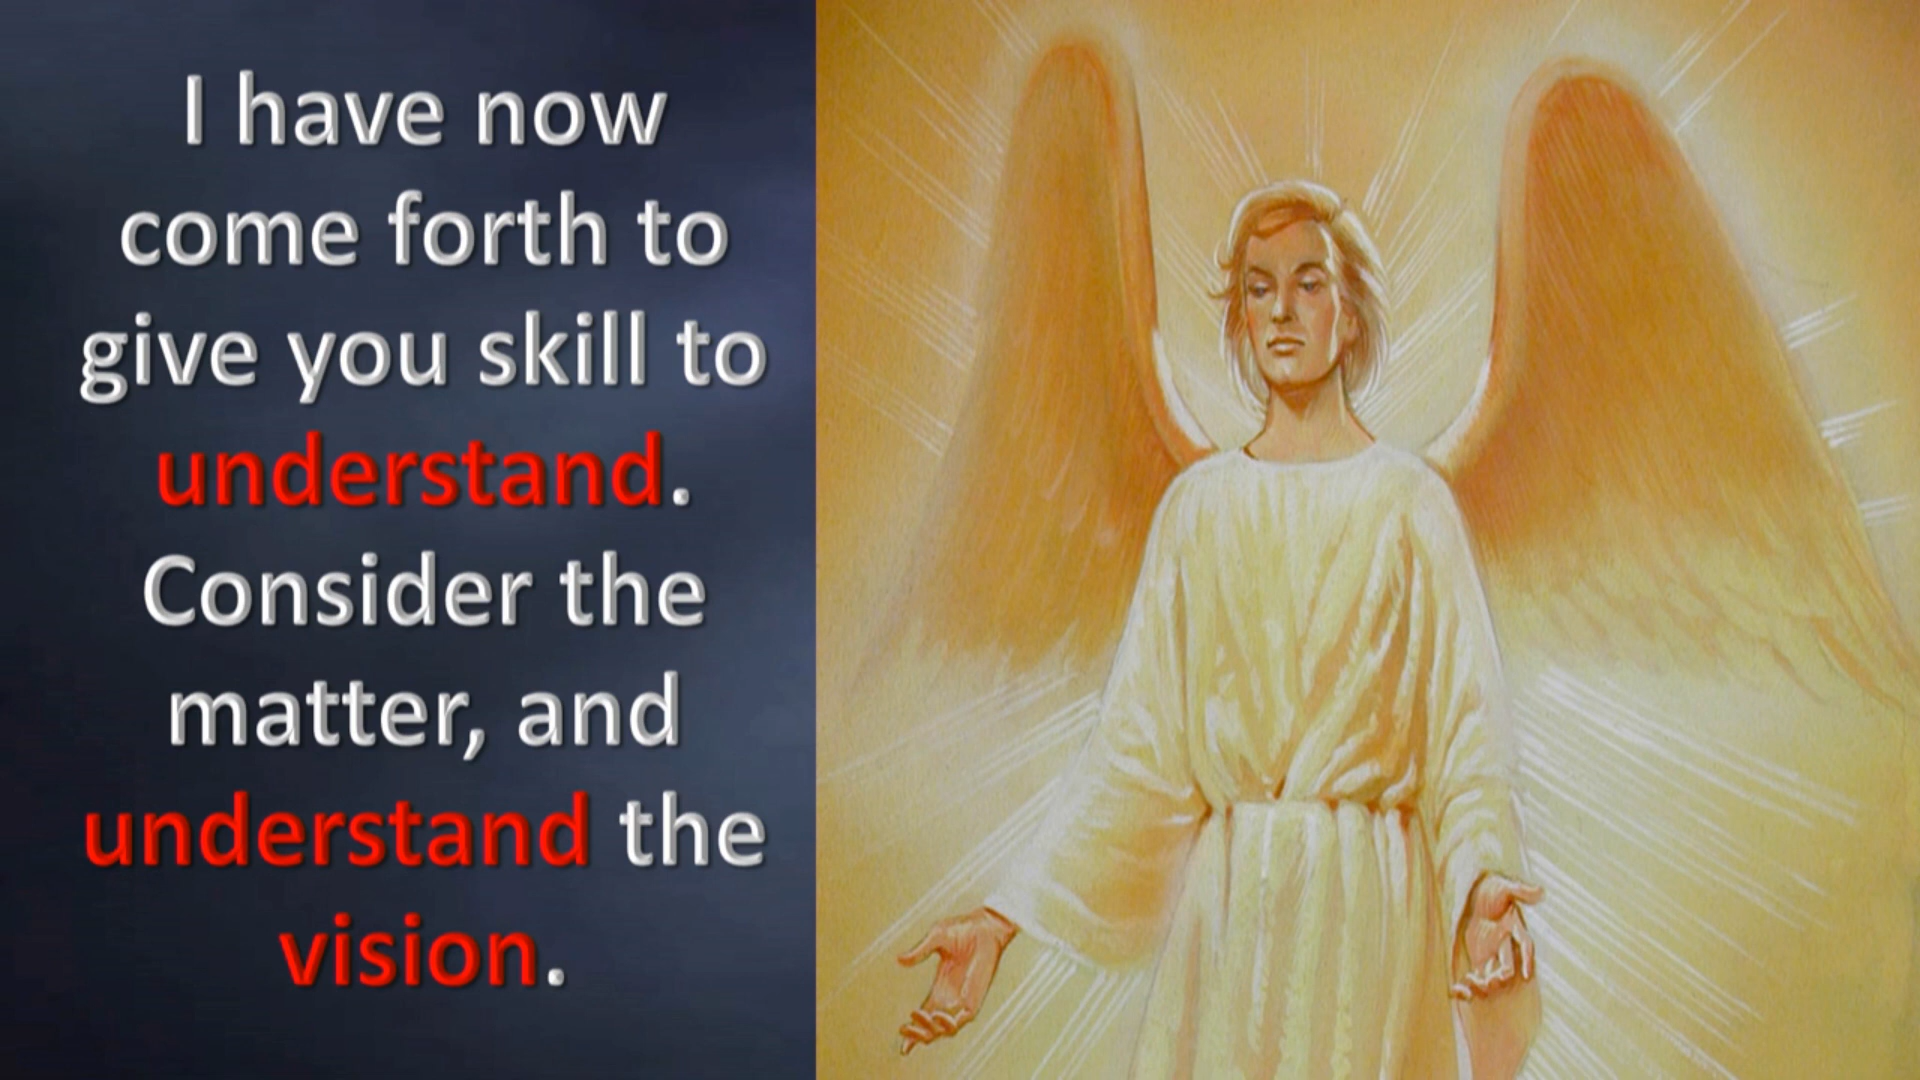 I have now
come forth to
give you skill to
understand.
Consider the
matter, and
understand the
vision.